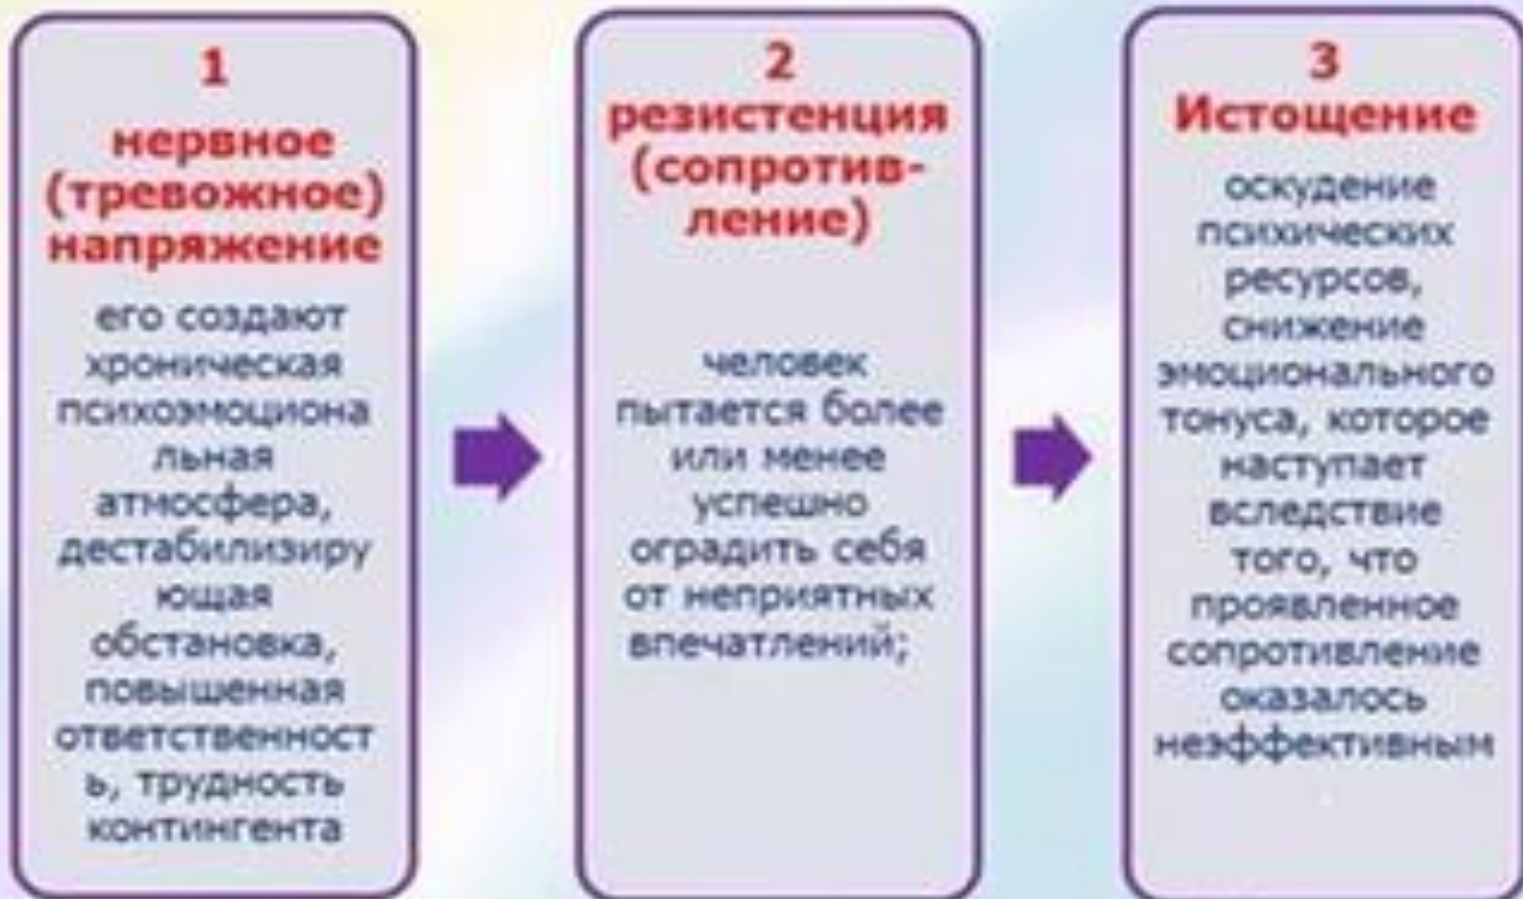 1
нервное
(тревожное)
напряжение
его создают
хроническая
психоэмоциона
льная
атмосфера,
дестабилизиру
ющая
обстановка,
повышенная
ответственност
ь, трудность
контингента
2
резистенция
(сопротив-
ление)
человек
пытается более
или менее
успешно
оградить себя
от неприятных
впечатлений;
3
Истощение
оскудение
психических
ресурсов,
снижение
эмоционального
тонуса, которое
наступает
вследствие
того, что
проявленное
сопротивление
оказалось
неэффективным